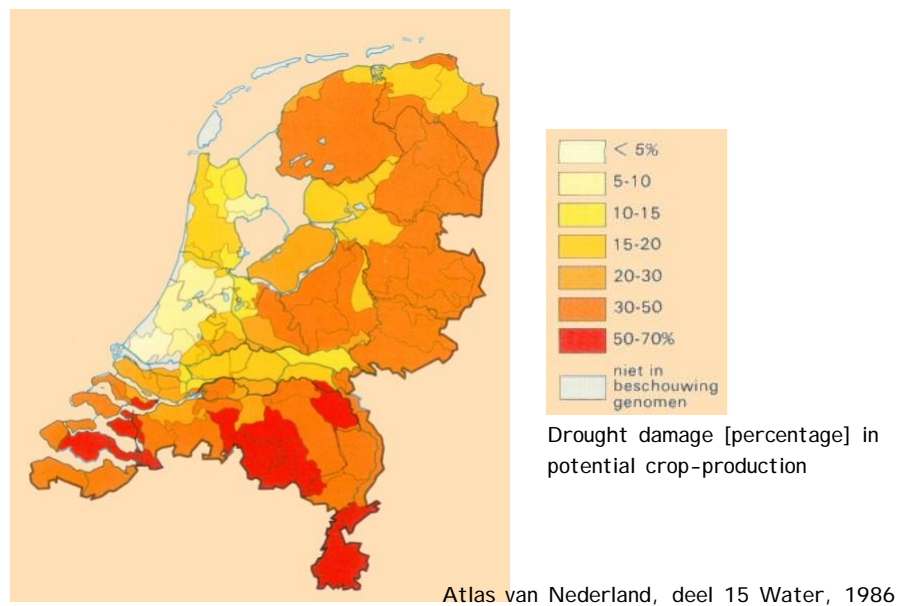 < 5%
5-10
10-15
15-20
20-30
30-50
50-70%
niet in
beschouwing
genomen
Drought damage [percentage] in
potential crop-production
Atlas van Nederland, deel 15 Water, 1986